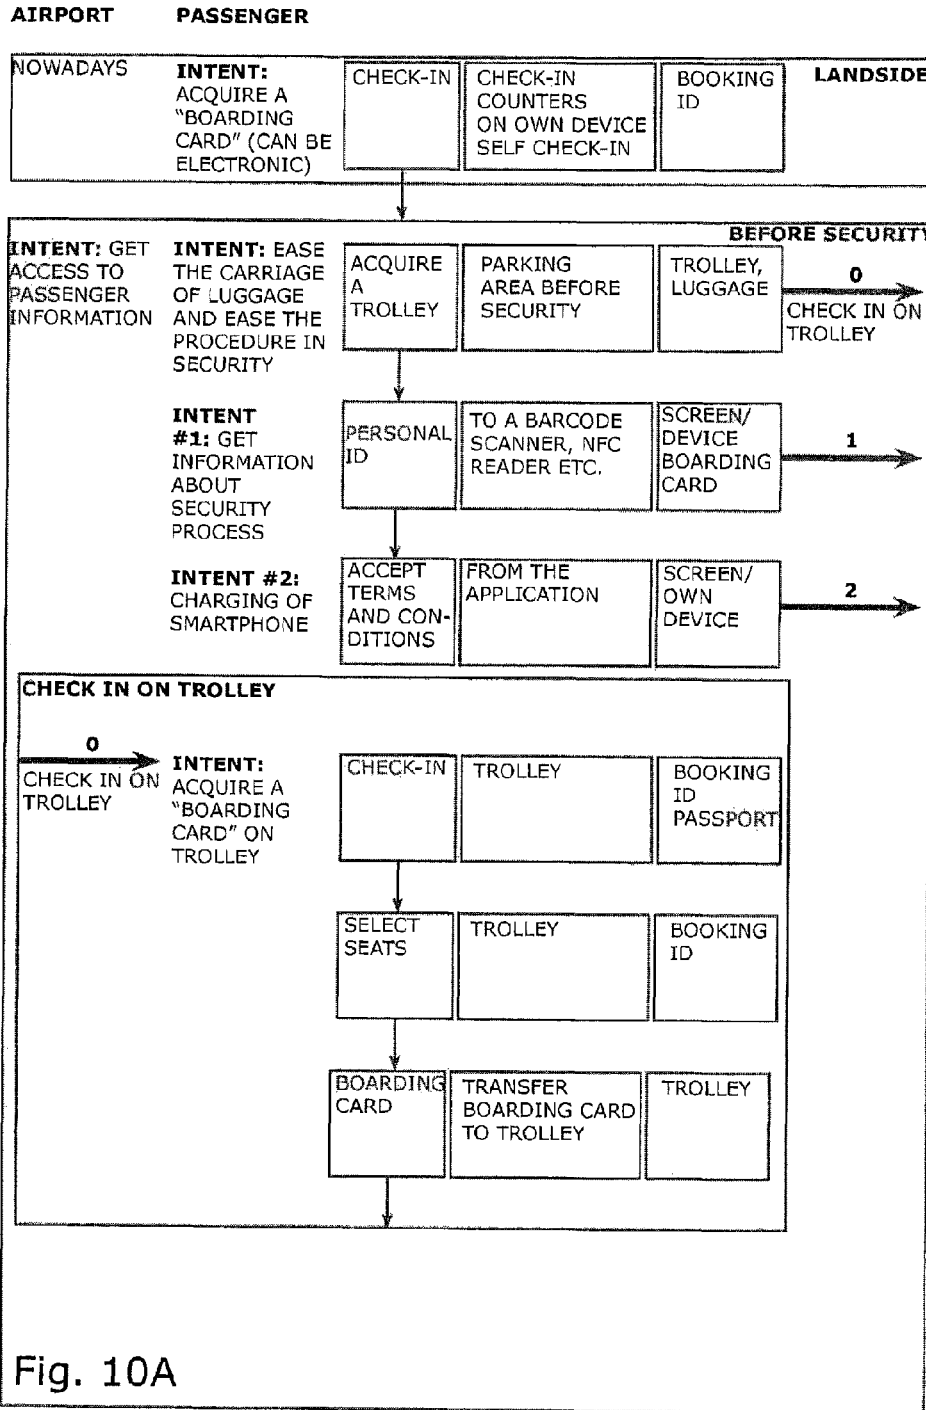 AIRPORT
PASSENGER
NOWADAYS
INTENT:
ACQUIRE A
"BOARDING
CARD" (CAN BE
ELECTRONIC)
CHECK-IN
CHECK-IN
COUNTERS
ON OWN DEVICE
SELF CHECK-IN
BOOKING
ID
LANDSIDE
BEFORE SECURITY
INTENT: GET
ACCESS TO
PASSENGER
INFORMATION
INTENT: EASE
THE CARRIAGE
OF LUGGAGE
AND EASE THE
PROCEDURE IN
SECURITY
ACQUIRE
A
TROLLEY
PARKING
AREA BEFORE
SECURITY
TROLLEY,
LUGGAGE
0
CHECK IN ON
TROLLEY
INTENT
#1: GET
INFORMATION
ABOUT
SECURITY
PROCESS
PERSONAL
ID
TO A BARCODE
SCANNER, NFC
READER ETC.
SCREEN/
DEVICE
BOARDING
CARD
1
INTENT #2:
CHARGING OF
SMARTPHONE
ACCEPT
TERMS
AND CON-
DITIONS
FROM THE
APPLICATION
SCREEN/
OWN
DEVICE
2
CHECK IN ON TROLLEY
0
CHECK IN ON
TROLLEY
INTENT:
ACQUIRE A
"BOARDING
CARD" ON
TROLLEY
CHECK-IN
TROLLEY
BOOKING
ID
PASSPORT
SELECT
SEATS
TROLLEY
BOOKING
ID
BOARDING
CARD
TRANSFER
BOARDING CARD
TO TROLLEY
TROLLEY
Fig. 10A